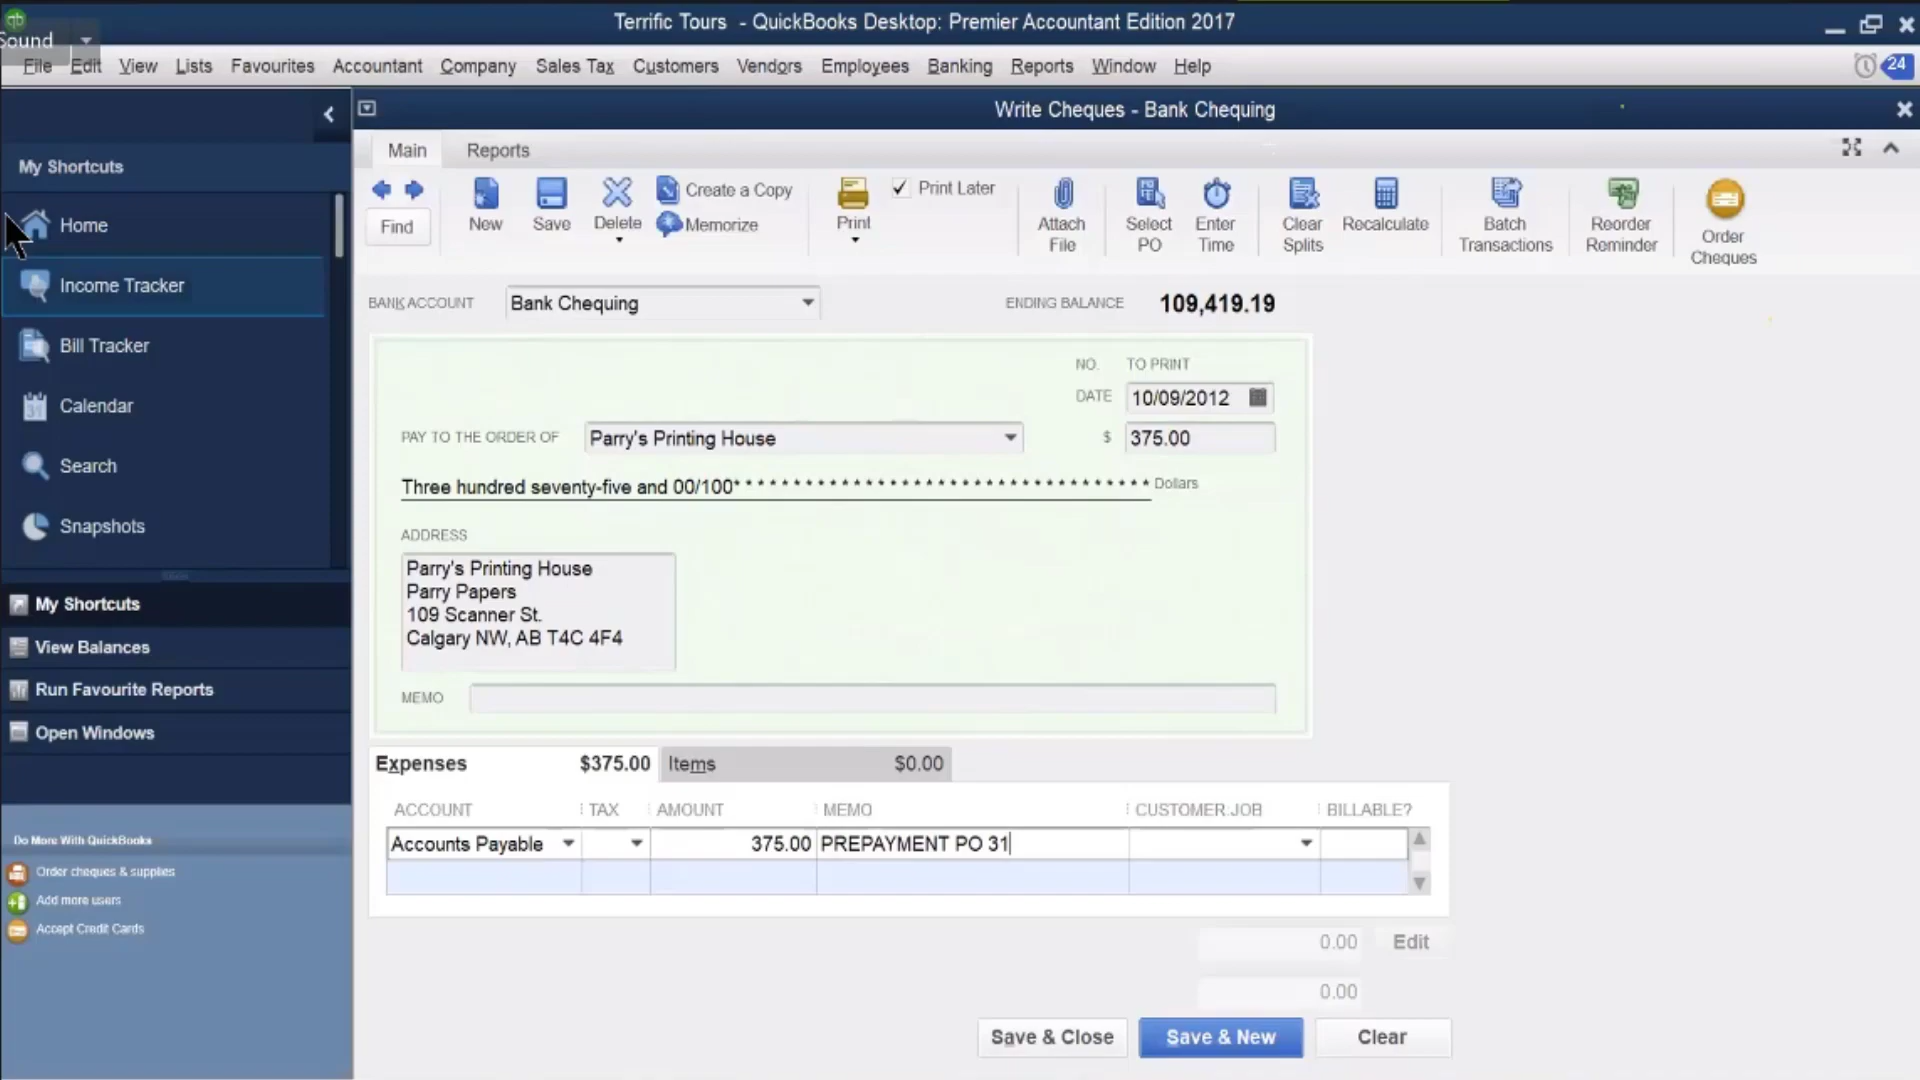 Terrific Tours - QuickBooks Desktop: Premier Accountant Edition 2017
Sound
File Edit View Lists Favourites Accountant Company Sales Tax Customers Vendors Employees Banking Reports Window Help
24
Write Cheques - Bank Chequing
My Shortcuts
Home
Income Tracker
Bill Tracker
Calendar
Search
Snapshots
My Shortcuts
View Balances
Run Favourite Reports
Open Windows
Do More With QuickBooks
Order cheques & supplies
Add more users
Accept Credit Cards
Main Reports
Find
New
Save
Delete
Create a Copy
Memorize
Print
Print Later
Attach File
Select PO
Enter Time
Clear Splits
Recalculate
Batch Transactions
Reorder Reminder
Order Cheques
BANK ACCOUNT Bank Chequing ENDING BALANCE 109,419.19
NO. TO PRINT
DATE 10/09/2012
PAY TO THE ORDER OF Parry's Printing House $ 375.00
Three hundred seventy-five and 00/100* * * * * * * * * * * * * * * * * * * * * * * * * * * * * * * * * * * Dollars
ADDRESS
Parry's Printing House
Parry Papers
109 Scanner St.
Calgary NW, AB T4C 4F4
MEMO
Expenses $375.00 Items $0.00
ACCOUNT TAX AMOUNT MEMO CUSTOMER:JOB BILLABLE?
Accounts Payable 375.00 PREPAYMENT PO 31
0.00 Edit
0.00
Save & Close Save & New Clear